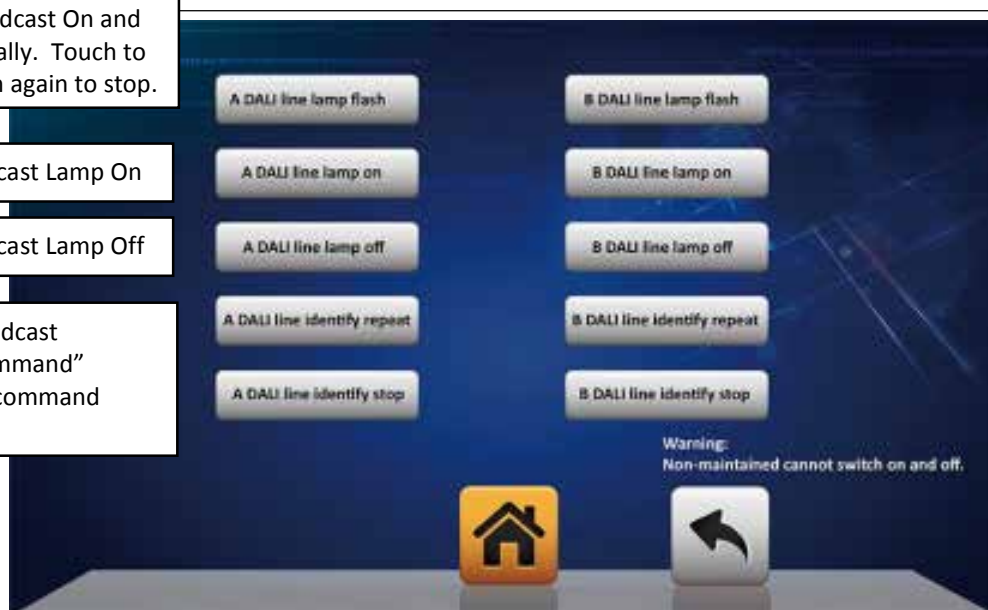 dcast On and
ally. Touch to
again to stop.
cast Lamp On
cast Lamp Off
dcast
mmand”
command
A DALI line lamp flash
A DALI line lamp on
A DALI line lamp off
A DALI line identify repeat
A DALI line identify stop
B DALI line lamp flash
B DALI line lamp on
B DALI line lamp off
B DALI line identify repeat
B DALI line identify stop
Warning:
Non-maintained cannot switch on and off.